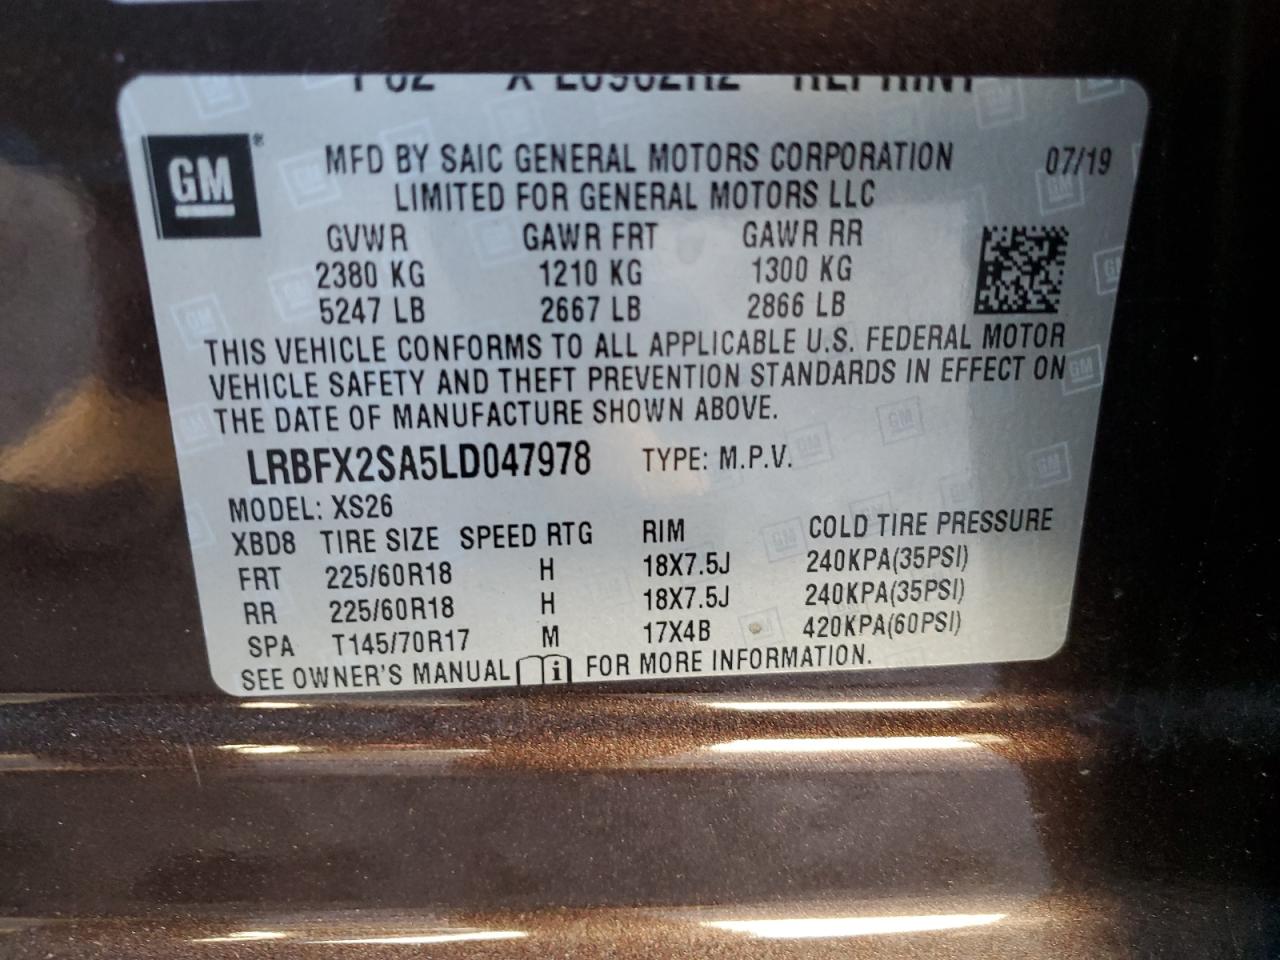 GM ®
MFD BY SAIC GENERAL MOTORS CORPORATION 07/19
LIMITED FOR GENERAL MOTORS LLC
GVWR GAWR FRT GAWR RR
2380 KG 1210 KG 1300 KG
5247 LB 2667 LB 2866 LB
THIS VEHICLE CONFORMS TO ALL APPLICABLE U.S. FEDERAL MOTOR
VEHICLE SAFETY AND THEFT PREVENTION STANDARDS IN EFFECT ON
THE DATE OF MANUFACTURE SHOWN ABOVE.
LRBFX2SA5LD047978 TYPE: M.P.V.
MODEL: XS26
XBD8 TIRE SIZE SPEED RTG RIM COLD TIRE PRESSURE
FRT 225/60R18 H 18X7.5J 240KPA(35PSI)
RR 225/60R18 H 18X7.5J 240KPA(35PSI)
SPA T145/70R17 M 17X4B 420KPA(60PSI)
SEE OWNER'S MANUAL i FOR MORE INFORMATION.